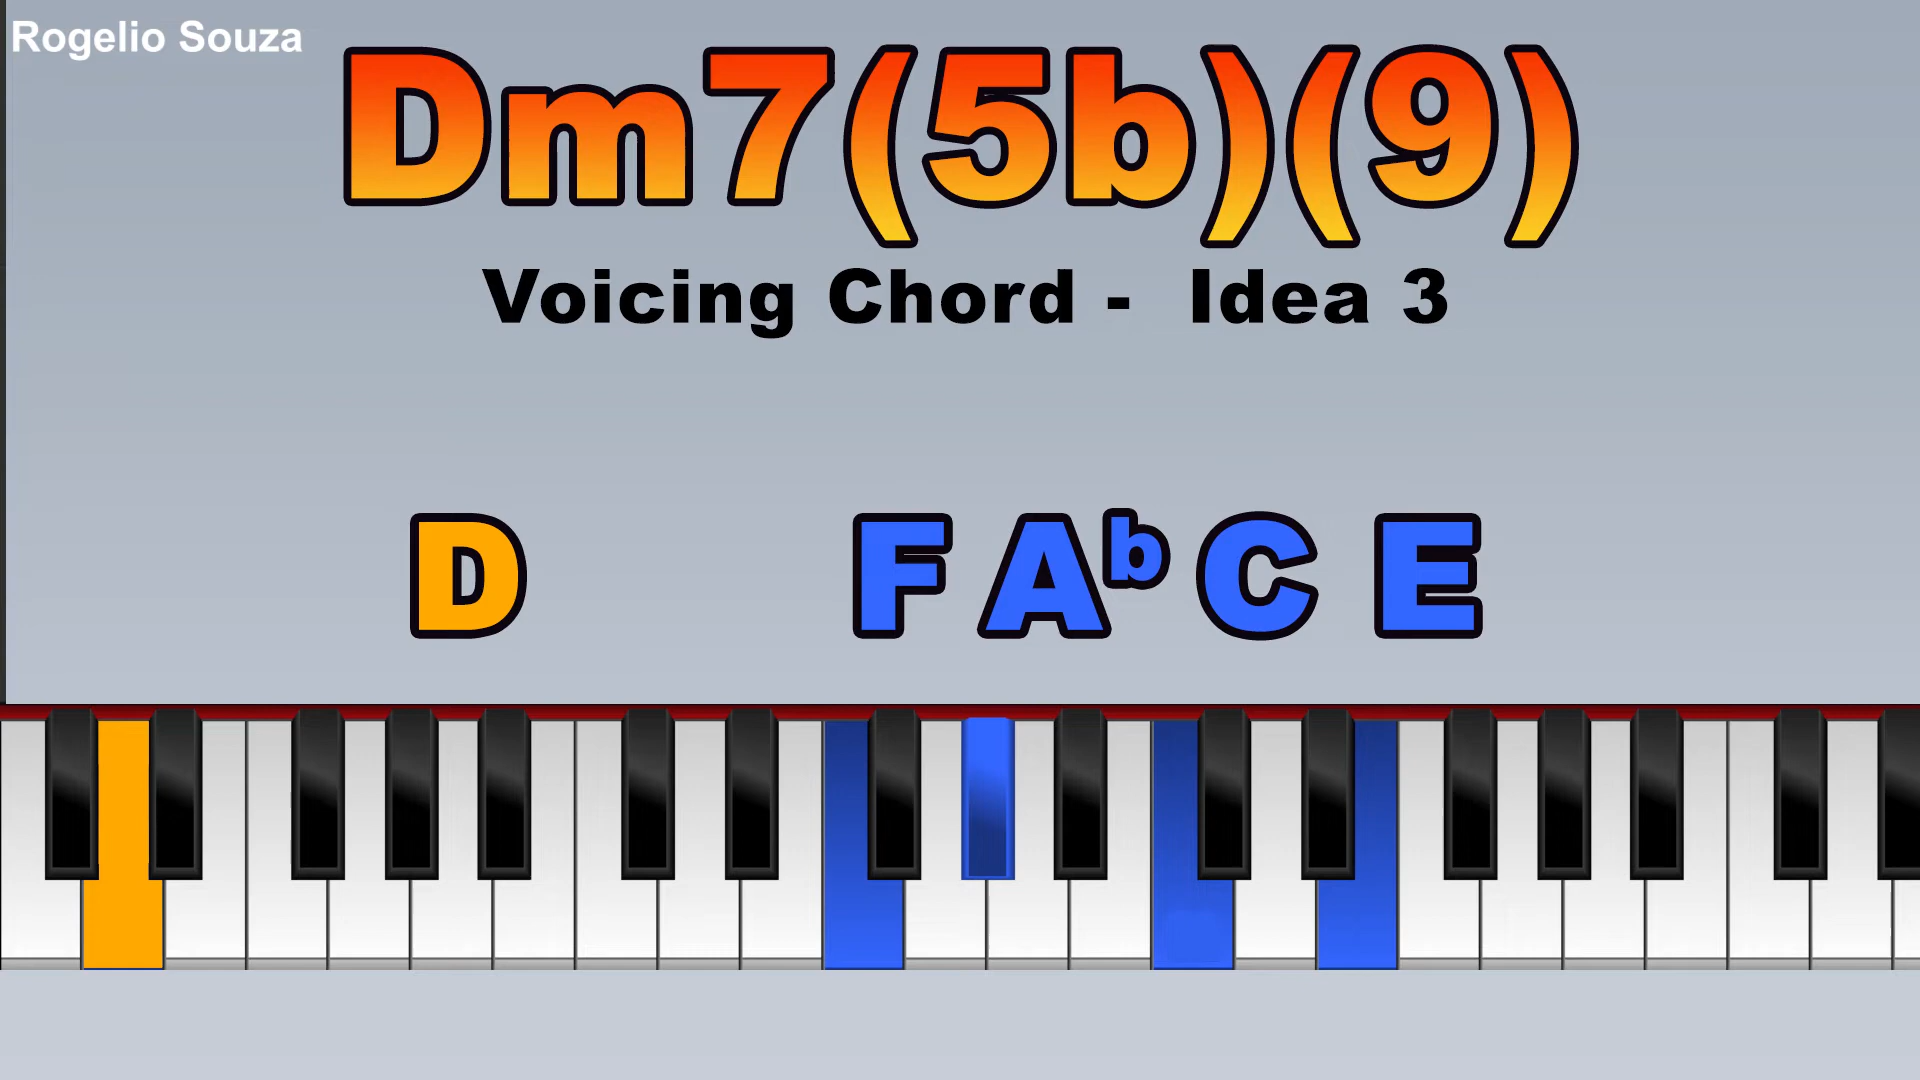 Rogelio Souza
Dm7(5b)(9)
Voicing Chord - Idea 3
D F Ab C E